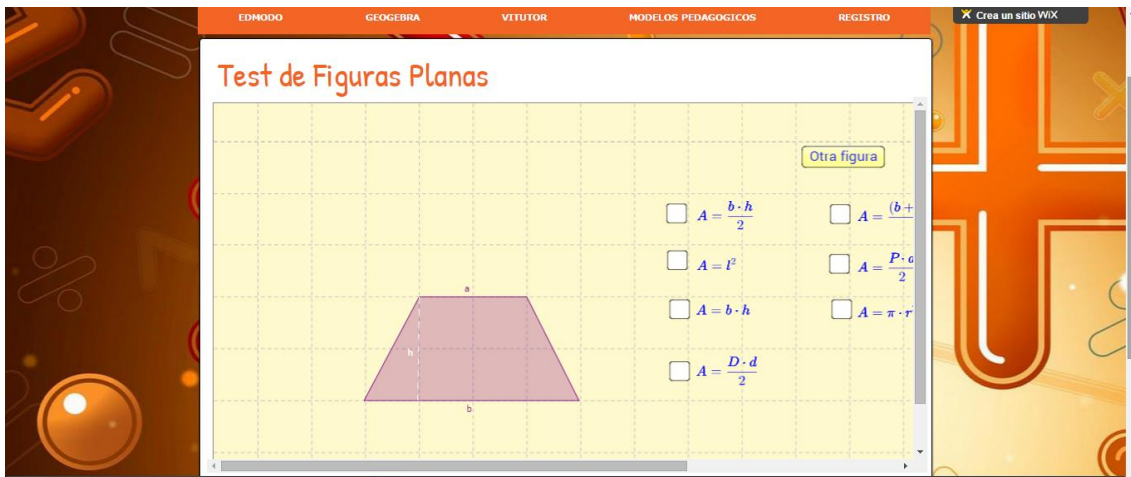 EDMODO GEOGEBRA VITUTOR MODELOS PEDAGOGICOS REGISTRO
Crea un sitio WiX
Test de Figuras Planas
Otra figura
A = b · h / 2
A = (b +
A = l²
A = P · a / 2
A = b · h
A = π · r
A = D · d / 2
a
h
b